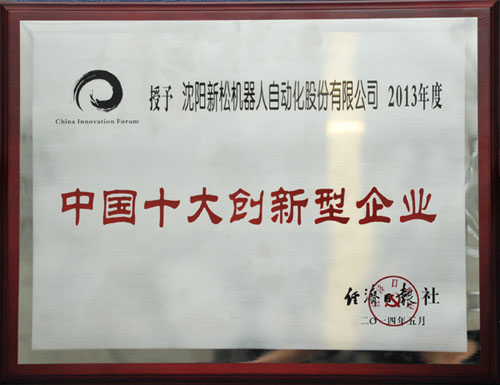 China Innovation Forum
授予 沈阳新松机器人自动化股份有限公司 2013年度
中国十大创新型企业
经济日报社
二〇一四年五月